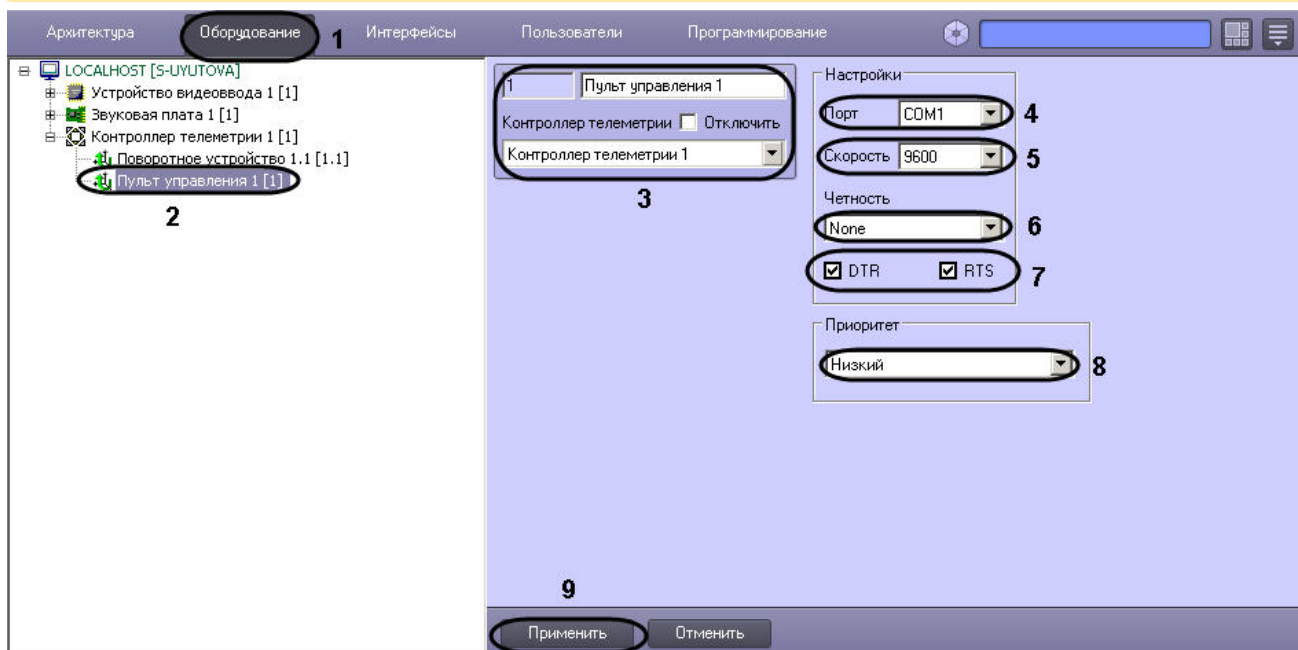 Архитектура Оборудование 1 Интерфейсы Пользователи Программирование
LOCALHOST [S-UYUTOVA]
Устройство видеоввода 1 [1]
Звуковая плата 1 [1]
Контроллер телеметрии 1 [1]
Поворотное устройство 1.1 [1.1]
Пульт управления 1 [1]
2
1 Пульт управления 1
Контроллер телеметрии Отключить
Контроллер телеметрии 1
3
Настройки
Порт COM1 4
Скорость 9600 5
Четность
None 6
DTR RTS 7
Приоритет
Низкий 8
9
Применить Отменить